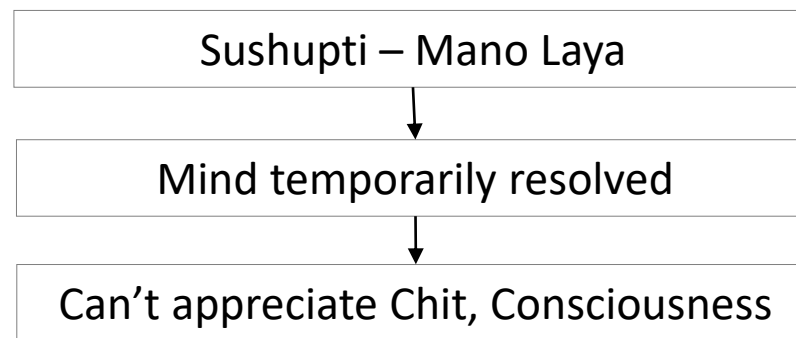 Sushupti – Mano Laya
Mind temporarily resolved
Can’t appreciate Chit, Consciousness